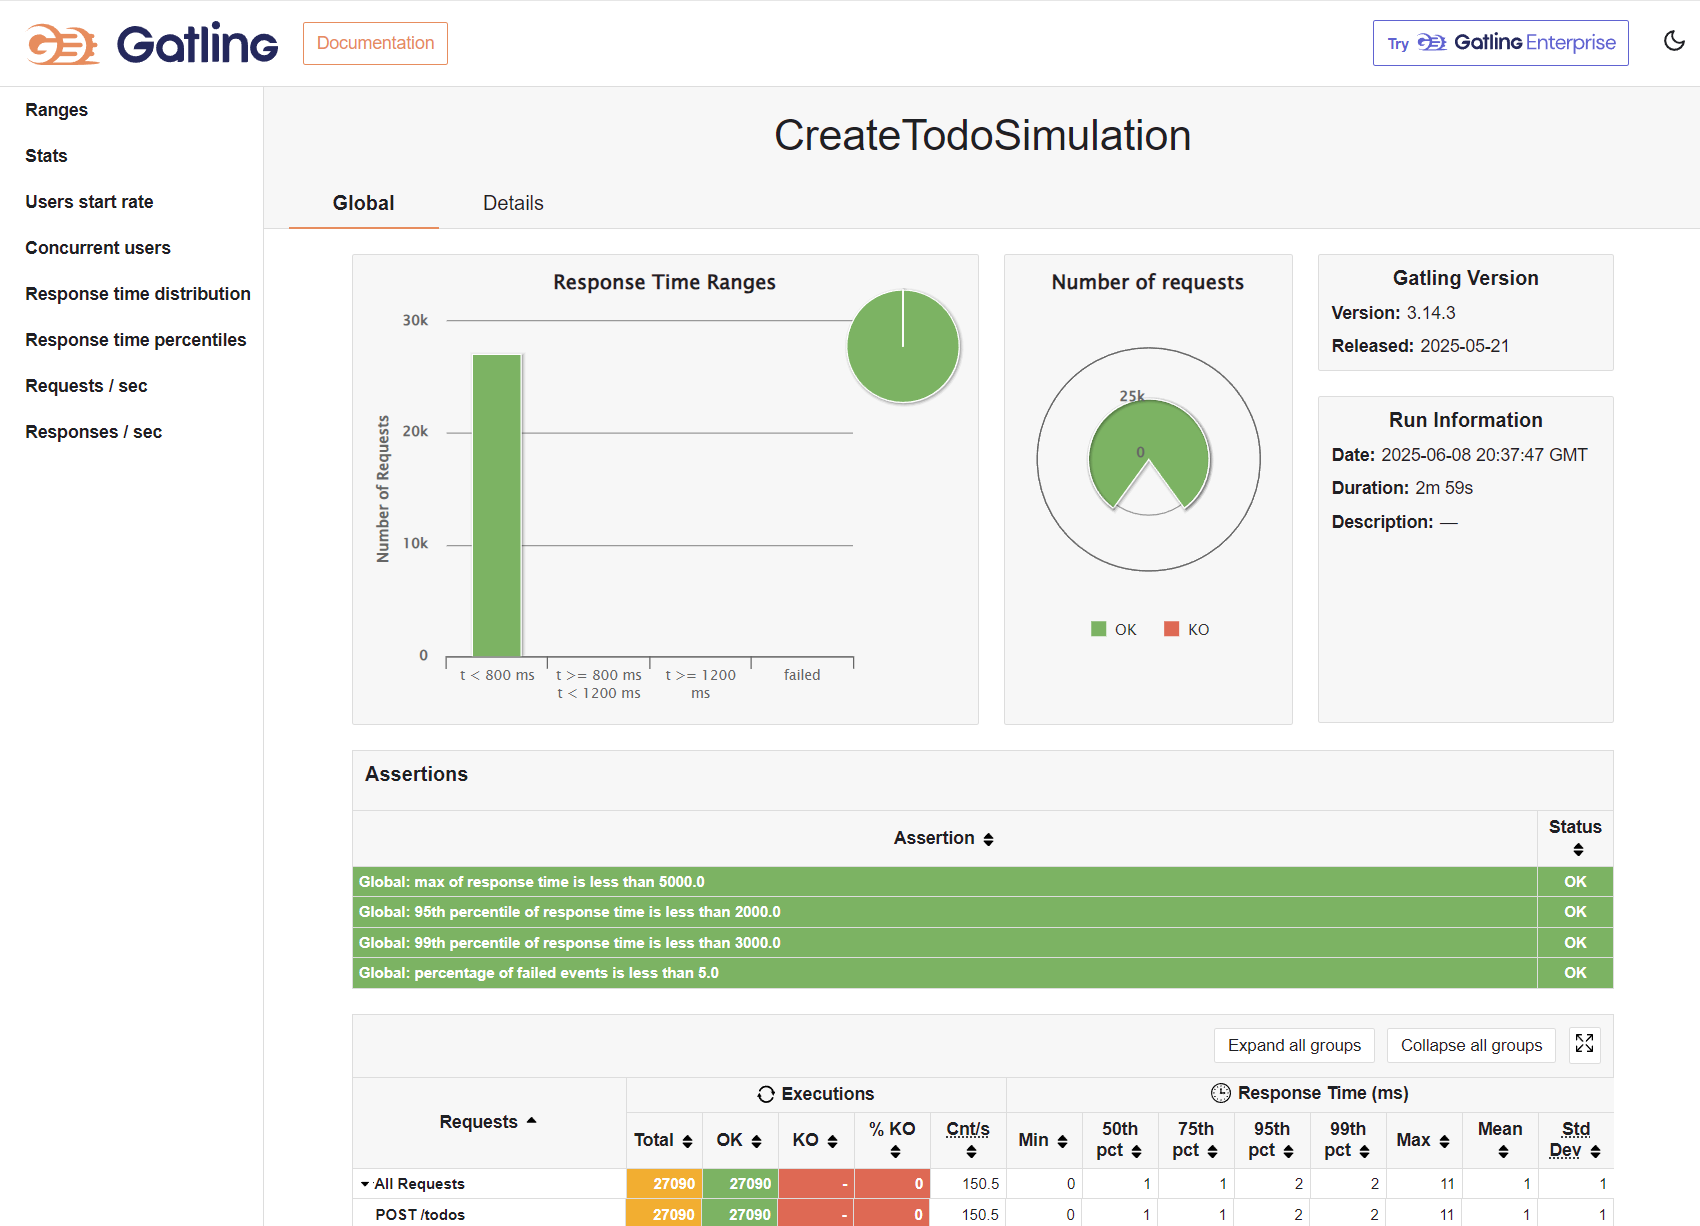 Gatling
Documentation
Try Gatling Enterprise
Ranges
Stats
Users start rate
Concurrent users
Response time distribution
Response time percentiles
Requests / sec
Responses / sec
CreateTodoSimulation
Global Details
Response Time Ranges
30k
20k
10k
0
Number of Requests
t < 800 ms
t >= 800 ms
t < 1200 ms
t >= 1200
ms
failed
Number of requests
25k
0
OK KO
Gatling Version
Version: 3.14.3
Released: 2025-05-21
Run Information
Date: 2025-06-08 20:37:47 GMT
Duration: 2m 59s
Description: —
Assertions
Assertion Status
Global: max of response time is less than 5000.0 OK
Global: 95th percentile of response time is less than 2000.0 OK
Global: 99th percentile of response time is less than 3000.0 OK
Global: percentage of failed events is less than 5.0 OK
Expand all groups Collapse all groups
Requests Executions Response Time (ms)
Total OK KO % KO Cnt/s Min 50th pct 75th pct 95th pct 99th pct Max Mean Std Dev
All Requests 27090 27090 - 0 150.5 0 1 1 2 2 11 1 1
POST /todos 27090 27090 - 0 150.5 0 1 1 2 2 11 1 1